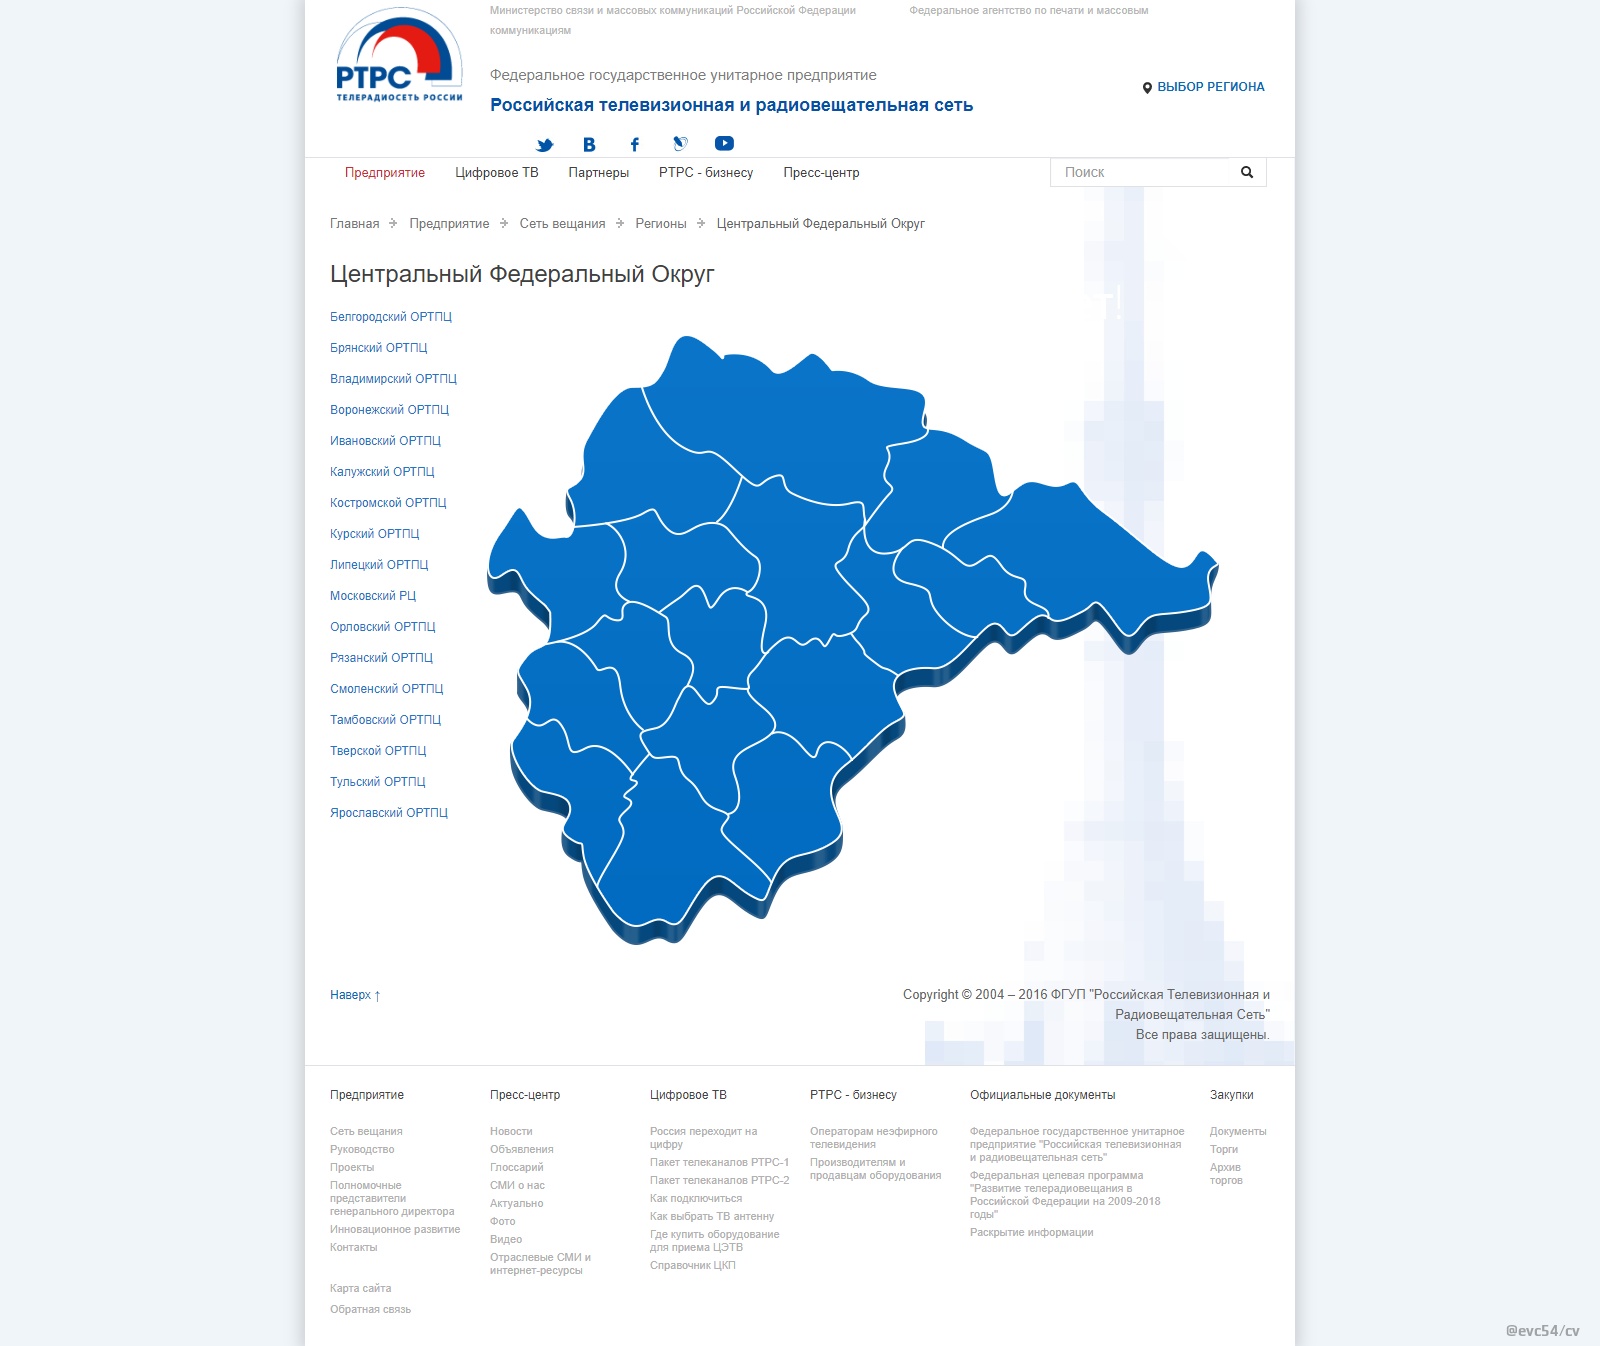 Министерство связи и массовых коммуникаций Российской Федерации Федеральное агентство по печати и массовым
коммуникациям
РТРС
ТЕЛЕРАДИОСЕТЬ РОССИИ
Федеральное государственное унитарное предприятие
Российская телевизионная и радиовещательная сеть
ВЫБОР РЕГИОНА
Предприятие Цифровое ТВ Партнеры РТРС - бизнесу Пресс-центр Поиск
Главная Предприятие Сеть вещания Регионы Центральный Федеральный Округ
Центральный Федеральный Округ
Белгородский ОРТПЦ
Брянский ОРТПЦ
Владимирский ОРТПЦ
Воронежский ОРТПЦ
Ивановский ОРТПЦ
Калужский ОРТПЦ
Костромской ОРТПЦ
Курский ОРТПЦ
Липецкий ОРТПЦ
Московский РЦ
Орловский ОРТПЦ
Рязанский ОРТПЦ
Смоленский ОРТПЦ
Тамбовский ОРТПЦ
Тверской ОРТПЦ
Тульский ОРТПЦ
Ярославский ОРТПЦ
Наверх ↑
Copyright © 2004 – 2016 ФГУП "Российская Телевизионная и
Радиовещательная Сеть"
Все права защищены.
Предприятие
Сеть вещания
Руководство
Проекты
Полномочные
представители
генерального директора
Инновационное развитие
Контакты
Карта сайта
Обратная связь
Пресс-центр
Новости
Объявления
Глоссарий
СМИ о нас
Актуально
Фото
Видео
Отраслевые СМИ и
интернет-ресурсы
Цифровое ТВ
Россия переходит на
цифру
Пакет телеканалов РТРС-1
Пакет телеканалов РТРС-2
Как подключиться
Как выбрать ТВ антенну
Где купить оборудование
для приема ЦЭТВ
Справочник ЦКП
РТРС - бизнесу
Операторам неэфирного
телевидения
Производителям и
продавцам оборудования
Официальные документы
Федеральное государственное унитарное
предприятие "Российская телевизионная
и радиовещательная сеть"
Федеральная целевая программа
"Развитие телерадиовещания в
Российской Федерации на 2009-2018
годы"
Раскрытие информации
Закупки
Документы
Торги
Архив
торгов
@evc54/cv